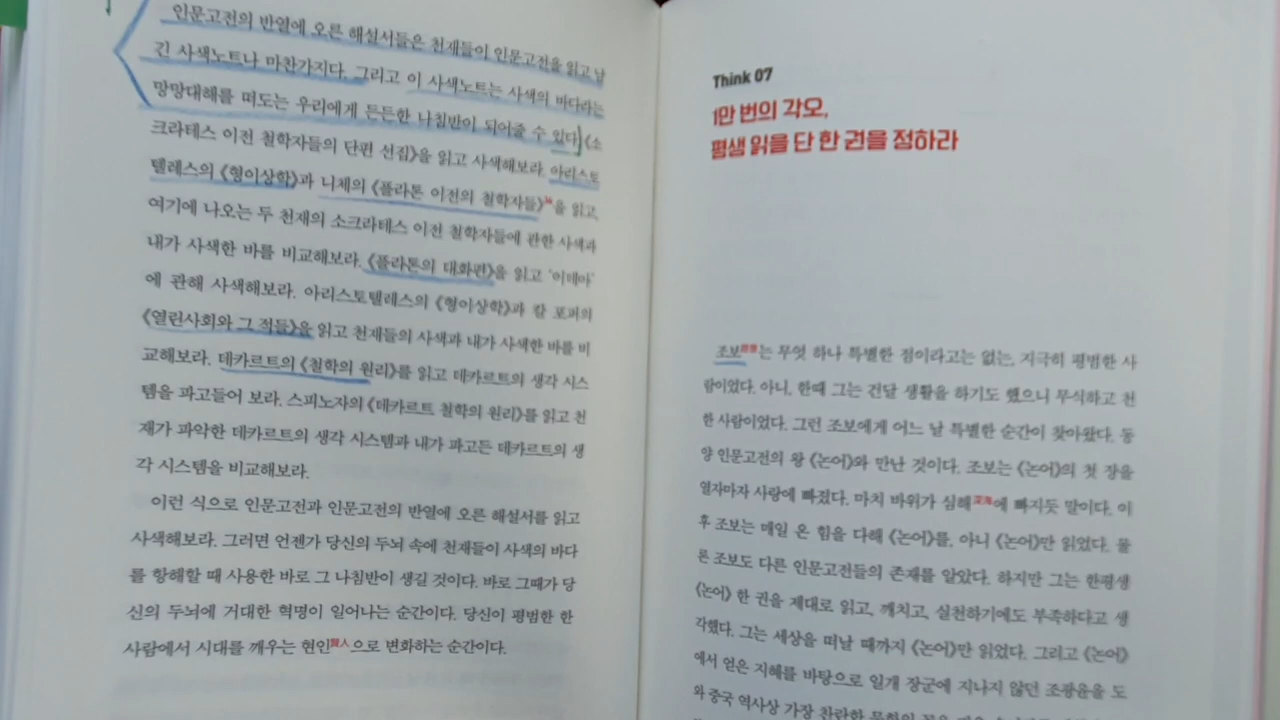 인문고전의 반열에 오른 해설서들은 천재들이 인문고전을 읽고 남
긴 사색노트나 마찬가지다. 그리고 이 사색노트는 사색의 바다라는
망망대해를 떠도는 우리에게 든든한 나침반이 되어줄 수 있다.《소
크라테스 이전 철학자들의 단편 선집》을 읽고 사색해보라. 아리스토
텔레스의 《형이상학》과 니체의 《플라톤 이전의 철학자들》을 읽고,
여기에 나오는 두 천재의 소크라테스 이전 철학자들에 관한 사색과
내가 사색한 바를 비교해보라. 《플라톤의 대화편》을 읽고 '이데아'
에 관해 사색해보라. 아리스토텔레스의 《형이상학》과 칼 포퍼의
《열린사회와 그 적들》을 읽고 천재들의 사색과 내가 사색한 바를 비
교해보라. 데카르트의 《철학의 원리》를 읽고 데카르트의 생각 시스
템을 파고들어 보라. 스피노자의 《데카르트 철학의 원리》를 읽고 천
재가 파악한 데카르트의 생각 시스템과 내가 파고든 데카르트의 생
각 시스템을 비교해보라.
이런 식으로 인문고전과 인문고전의 반열에 오른 해설서를 읽고
사색해보라. 그러면 언젠가 당신의 두뇌 속에 천재들이 사색의 바다
를 항해할 때 사용한 바로 그 나침반이 생길 것이다. 바로 그때가 당
신의 두뇌에 거대한 혁명이 일어나는 순간이다. 당신이 평범한 한
사람에서 시대를 깨우는 현인賢人으로 변화하는 순간이다.
Think 07
1만 번의 각오,
평생 읽을 단 한 권을 정하라
조보는 무엇 하나 특별한 점이라고는 없는, 지극히 평범한 사
람이었다. 아니, 한때 그는 건달 생활을 하기도 했으니 무식하고 천
한 사람이었다. 그런 조보에게 어느 날 특별한 순간이 찾아왔다. 동
양 인문고전의 왕 《논어》와 만난 것이다. 조보는 《논어》의 첫 장을
열자마자 사랑에 빠졌다. 마치 바위가 심해深海에 빠지듯 말이다. 이
후 조보는 매일 온 힘을 다해 《논어》를, 아니 《논어》만 읽었다. 물
론 조보도 다른 인문고전들의 존재를 알았다. 하지만 그는 한평생
《논어》 한 권을 제대로 읽고, 깨치고, 실천하기에도 부족하다고 생
각했다. 그는 세상을 떠날 때까지 《논어》만 읽었다. 그리고 《논어》
에서 얻은 지혜를 바탕으로 일개 장군에 지나지 않던 조광윤을 도
와 중국 역사상 가장 찬란한 문화의